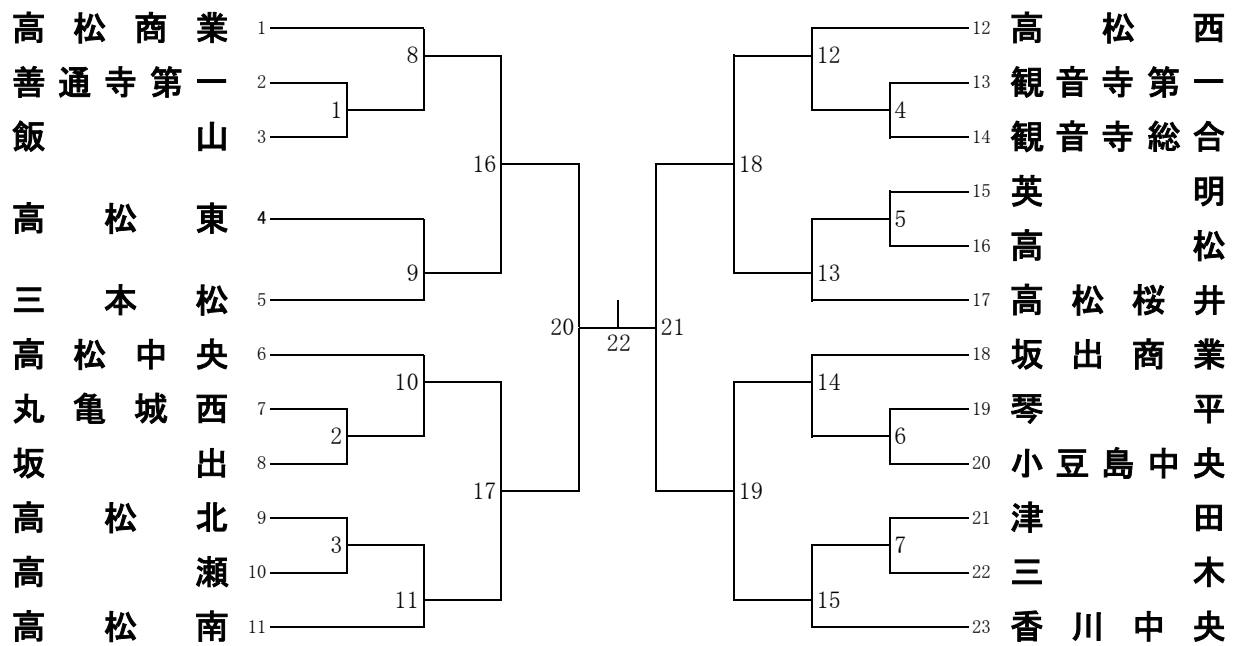 高松商業 1
善通寺第一 2
飯山 3
高松東 4
三本松 5
高松中央 6
丸亀城西 7
坂出 8
高松北 9
高瀬 10
高松南 11
8
1
16
9
10
2
17
3
11
20
22
21
12
4
18
5
13
14
6
19
7
15
12 高松西
13 観音寺第一
14 観音寺総合
15 英明
16 高松
17 高松桜井
18 坂出商業
19 琴平
20 小豆島中央
21 津田
22 三木
23 香川中央